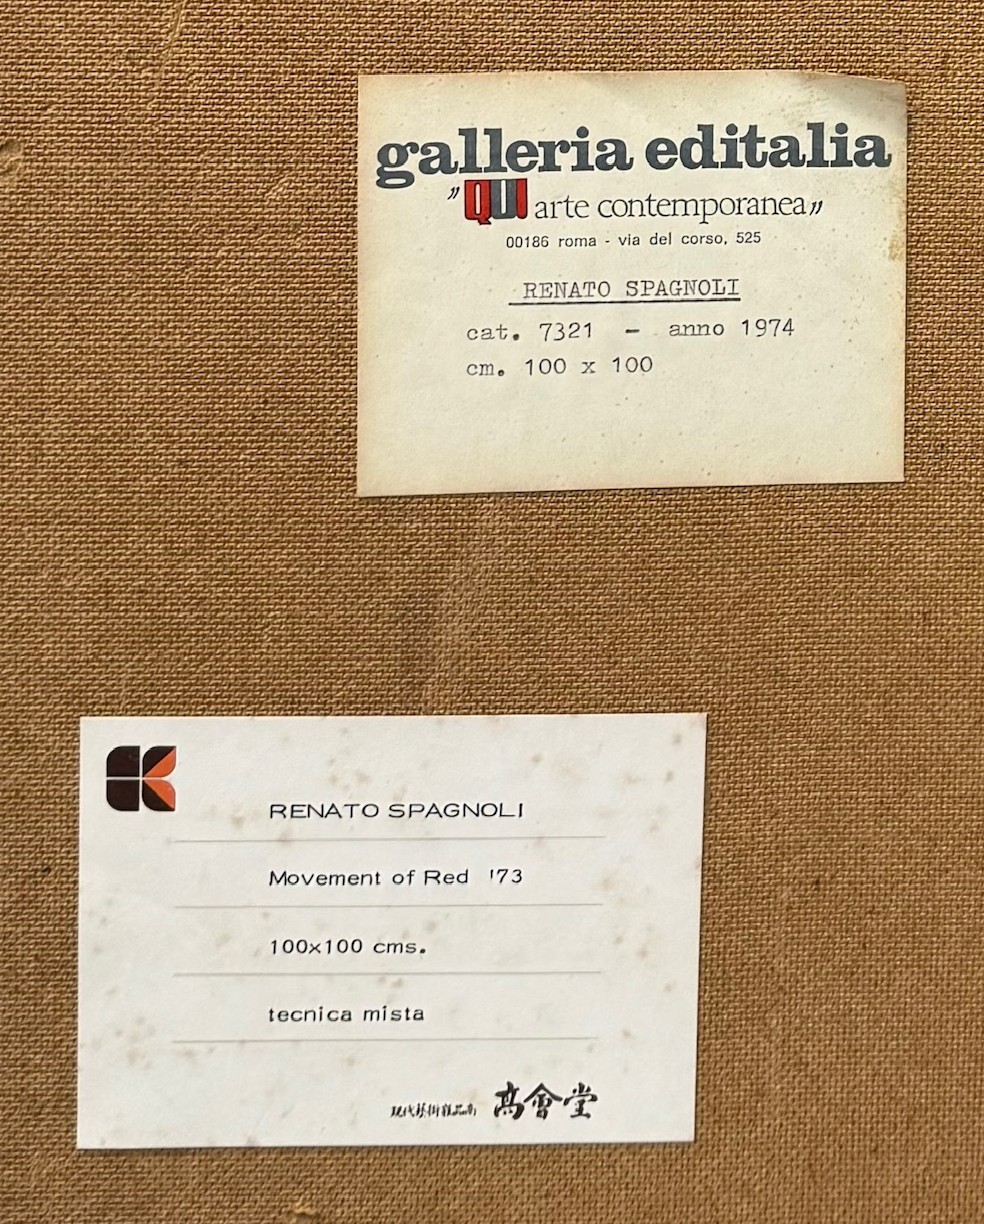 galleria editalia
"QUI arte contemporanea"
00186 roma - via del corso, 525
RENATO SPAGNOLI
cat. 7321 - anno 1974
cm. 100 x 100
RENATO SPAGNOLI
Movement of Red '73
100x100 cms.
tecnica mista
高會堂